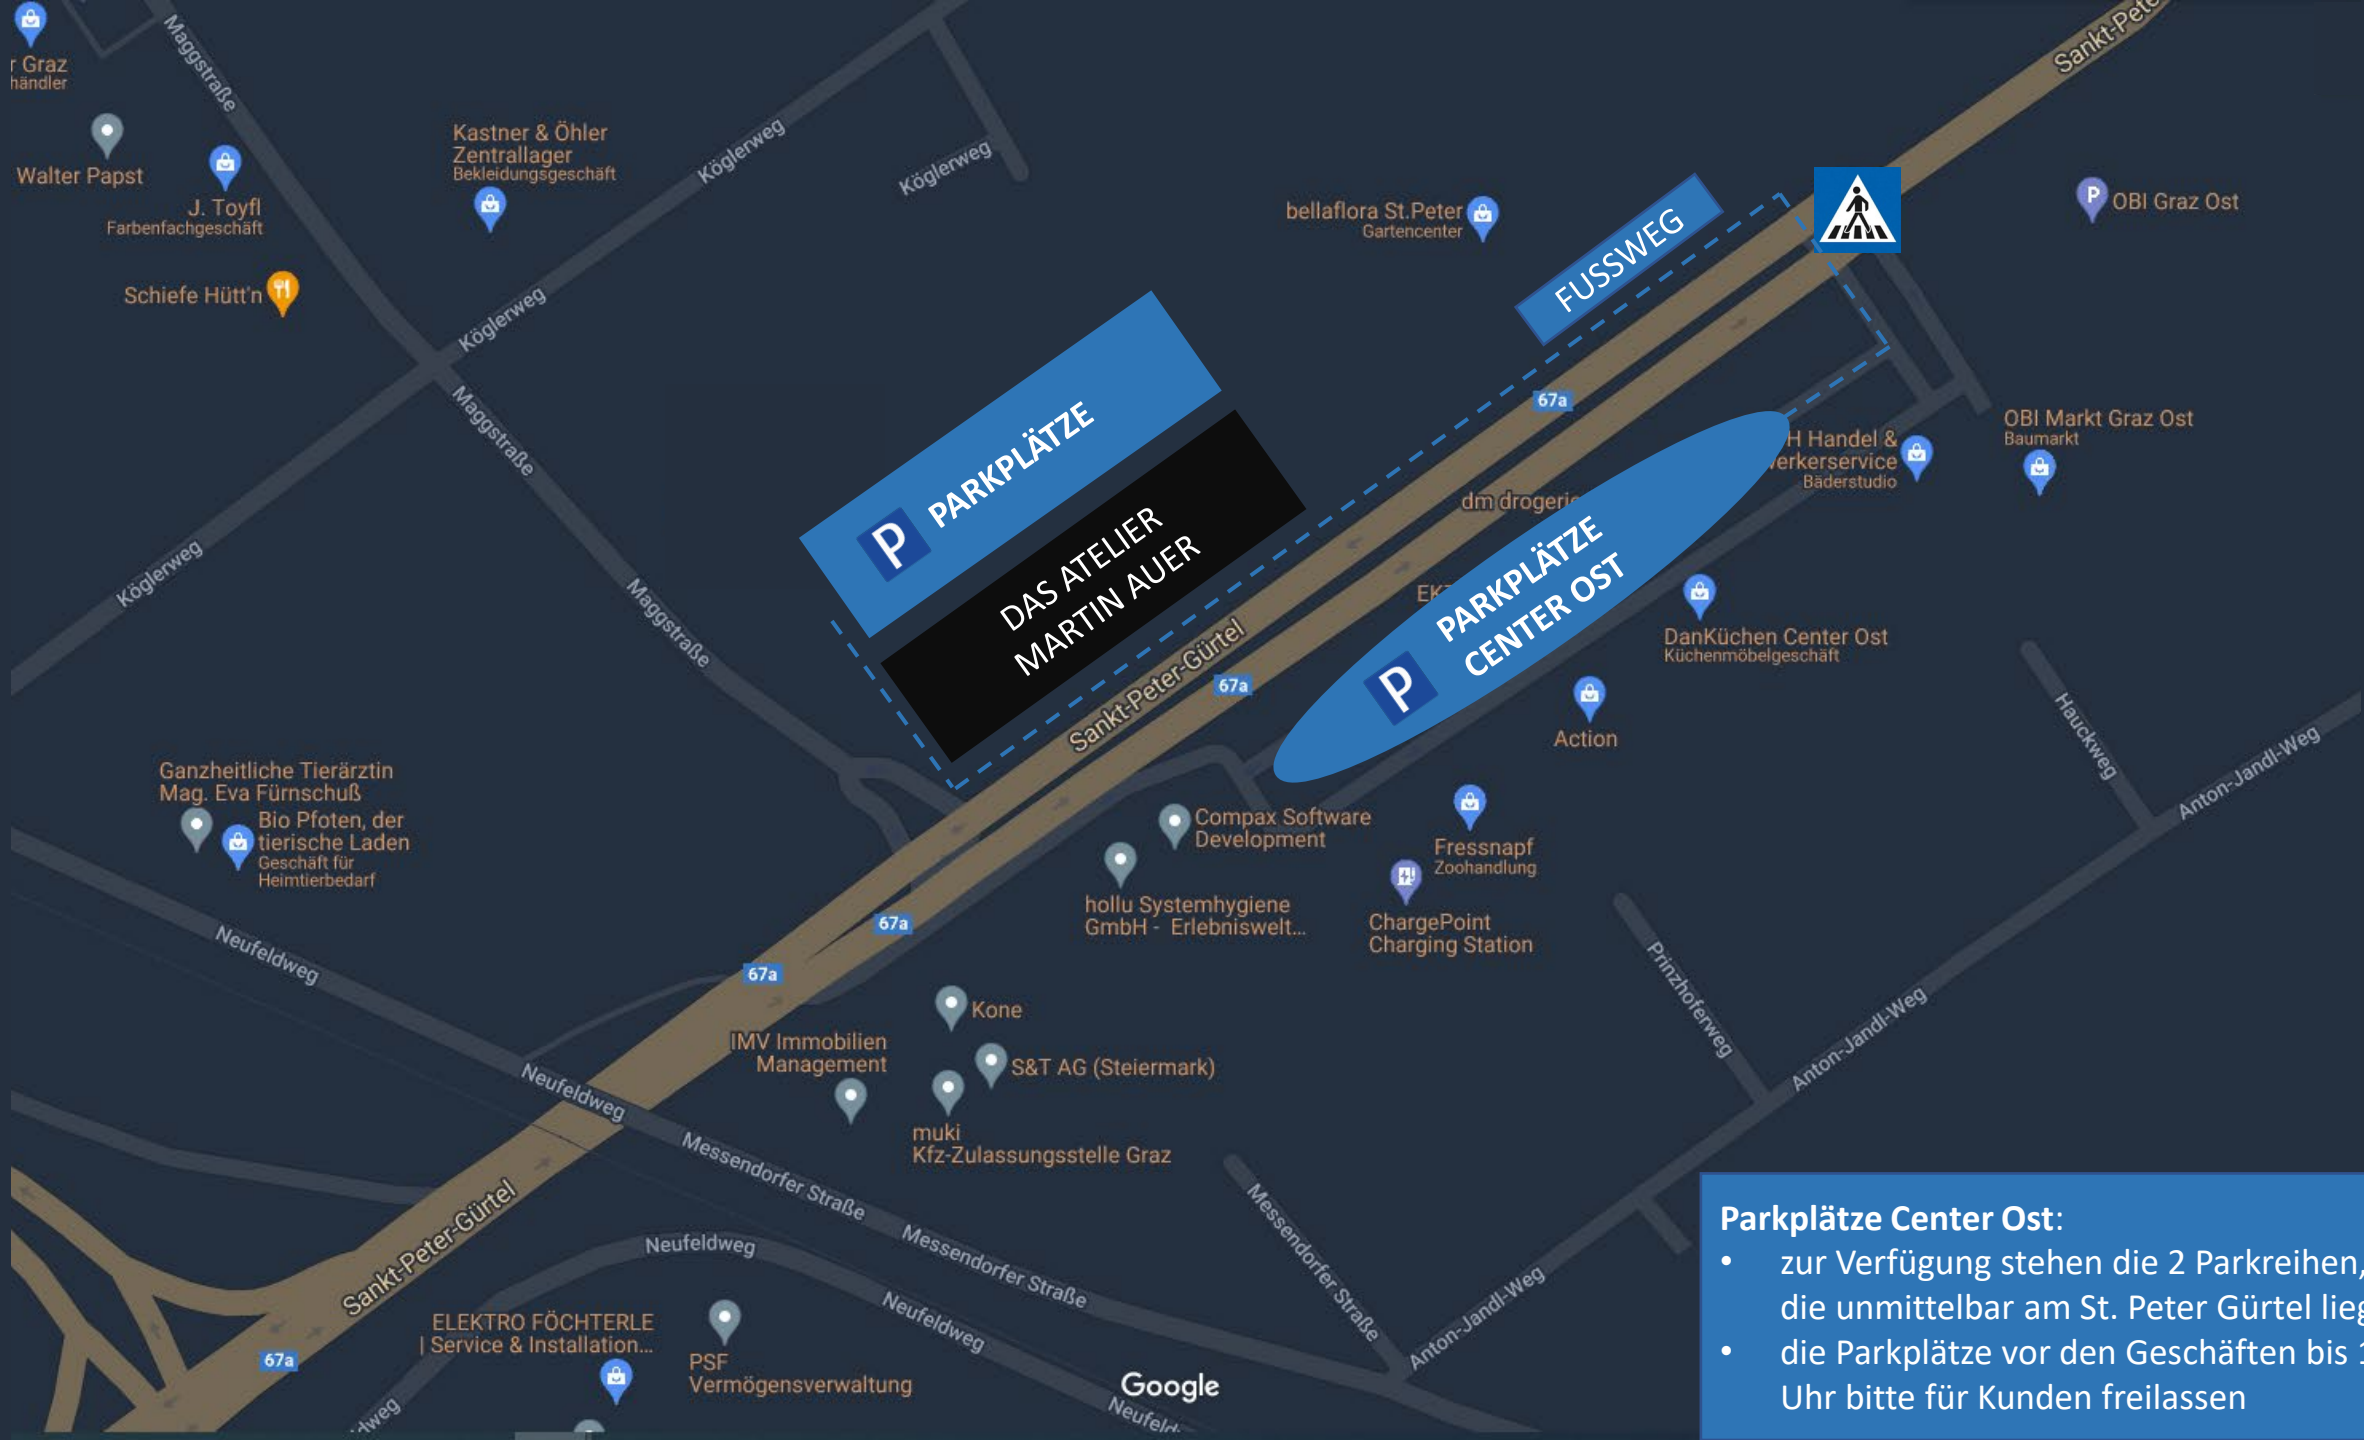 Sankt-Pete
Maggstraße
r Graz
händler
Kastner & Öhler
Zentrallager
Bekleidungsgeschäft
Köglerweg
Köglerweg
Walter Papst
J. Toyfl
Farbenfachgeschäft
bellaflora St.Peter
Gartencenter
FUSSWEG
P
OBI Graz Ost
Schiefe Hütt'n
Köglerweg
P PARKPLÄTZE
Maggstraße
67a
OBI Markt Graz Ost
Baumarkt
H Handel &
erkerservice
Bäderstudio
dm drogerie
DAS ATELIER
MARTIN AUER
PARKPLÄTZE
CENTER OST
P
EKZ
Köglerweg
Maggstraße
Sankt-Peter-Gürtel
67a
DanKüchen Center Ost
Küchenmöbelgeschäft
Action
Hauckweg
Anton-Jandl-Weg
Ganzheitliche Tierärztin
Mag. Eva Fürnschuß
Bio Pfoten, der
tierische Laden
Geschäft für
Heimtierbedarf
Compax Software
Development
Fressnapf
Zoohandlung
hollu Systemhygiene
GmbH - Erlebniswelt...
ChargePoint
Charging Station
67a
Neufeldweg
67a
Prinzhoferweg
Kone
IMV Immobilien
Management
S&T AG (Steiermark)
Anton-Jandl-Weg
Neufeldweg
muki
Kfz-Zulassungsstelle Graz
Messendorfer Straße
Sankt-Peter-Gürtel
Neufeldweg
Messendorfer Straße
Messendorfer Straße
Anton-Jandl-Weg
ELEKTRO FÖCHTERLE
| Service & Installation...
Neufeldweg
67a
PSF
Vermögensverwaltung
Google
ldweg
Neufeld
Parkplätze Center Ost:
• zur Verfügung stehen die 2 Parkreihen,
die unmittelbar am St. Peter Gürtel lieg
• die Parkplätze vor den Geschäften bis 1
Uhr bitte für Kunden freilassen